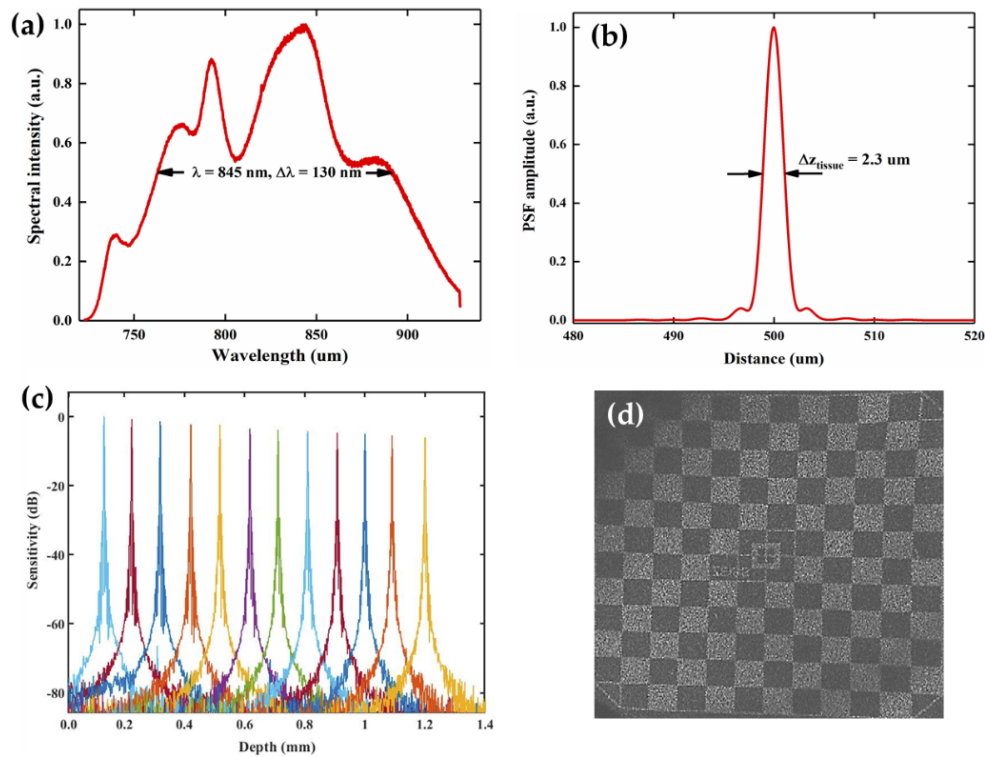 (a)
1.0
0.8
0.6
0.4
0.2
0.0
Spectral intensity (a.u.)
λ = 845 nm, Δλ = 130 nm
750
800
850
900
Wavelength (um)
(b)
1.0
0.8
0.6
0.4
0.2
0.0
PSF amplitude (a.u.)
Δz_tissue = 2.3 um
480
490
500
510
520
Distance (um)
(c)
0
-20
-40
-60
-80
Sensitivity (dB)
0.0
0.2
0.4
0.6
0.8
1
1.2
1.4
Depth (mm)
(d)